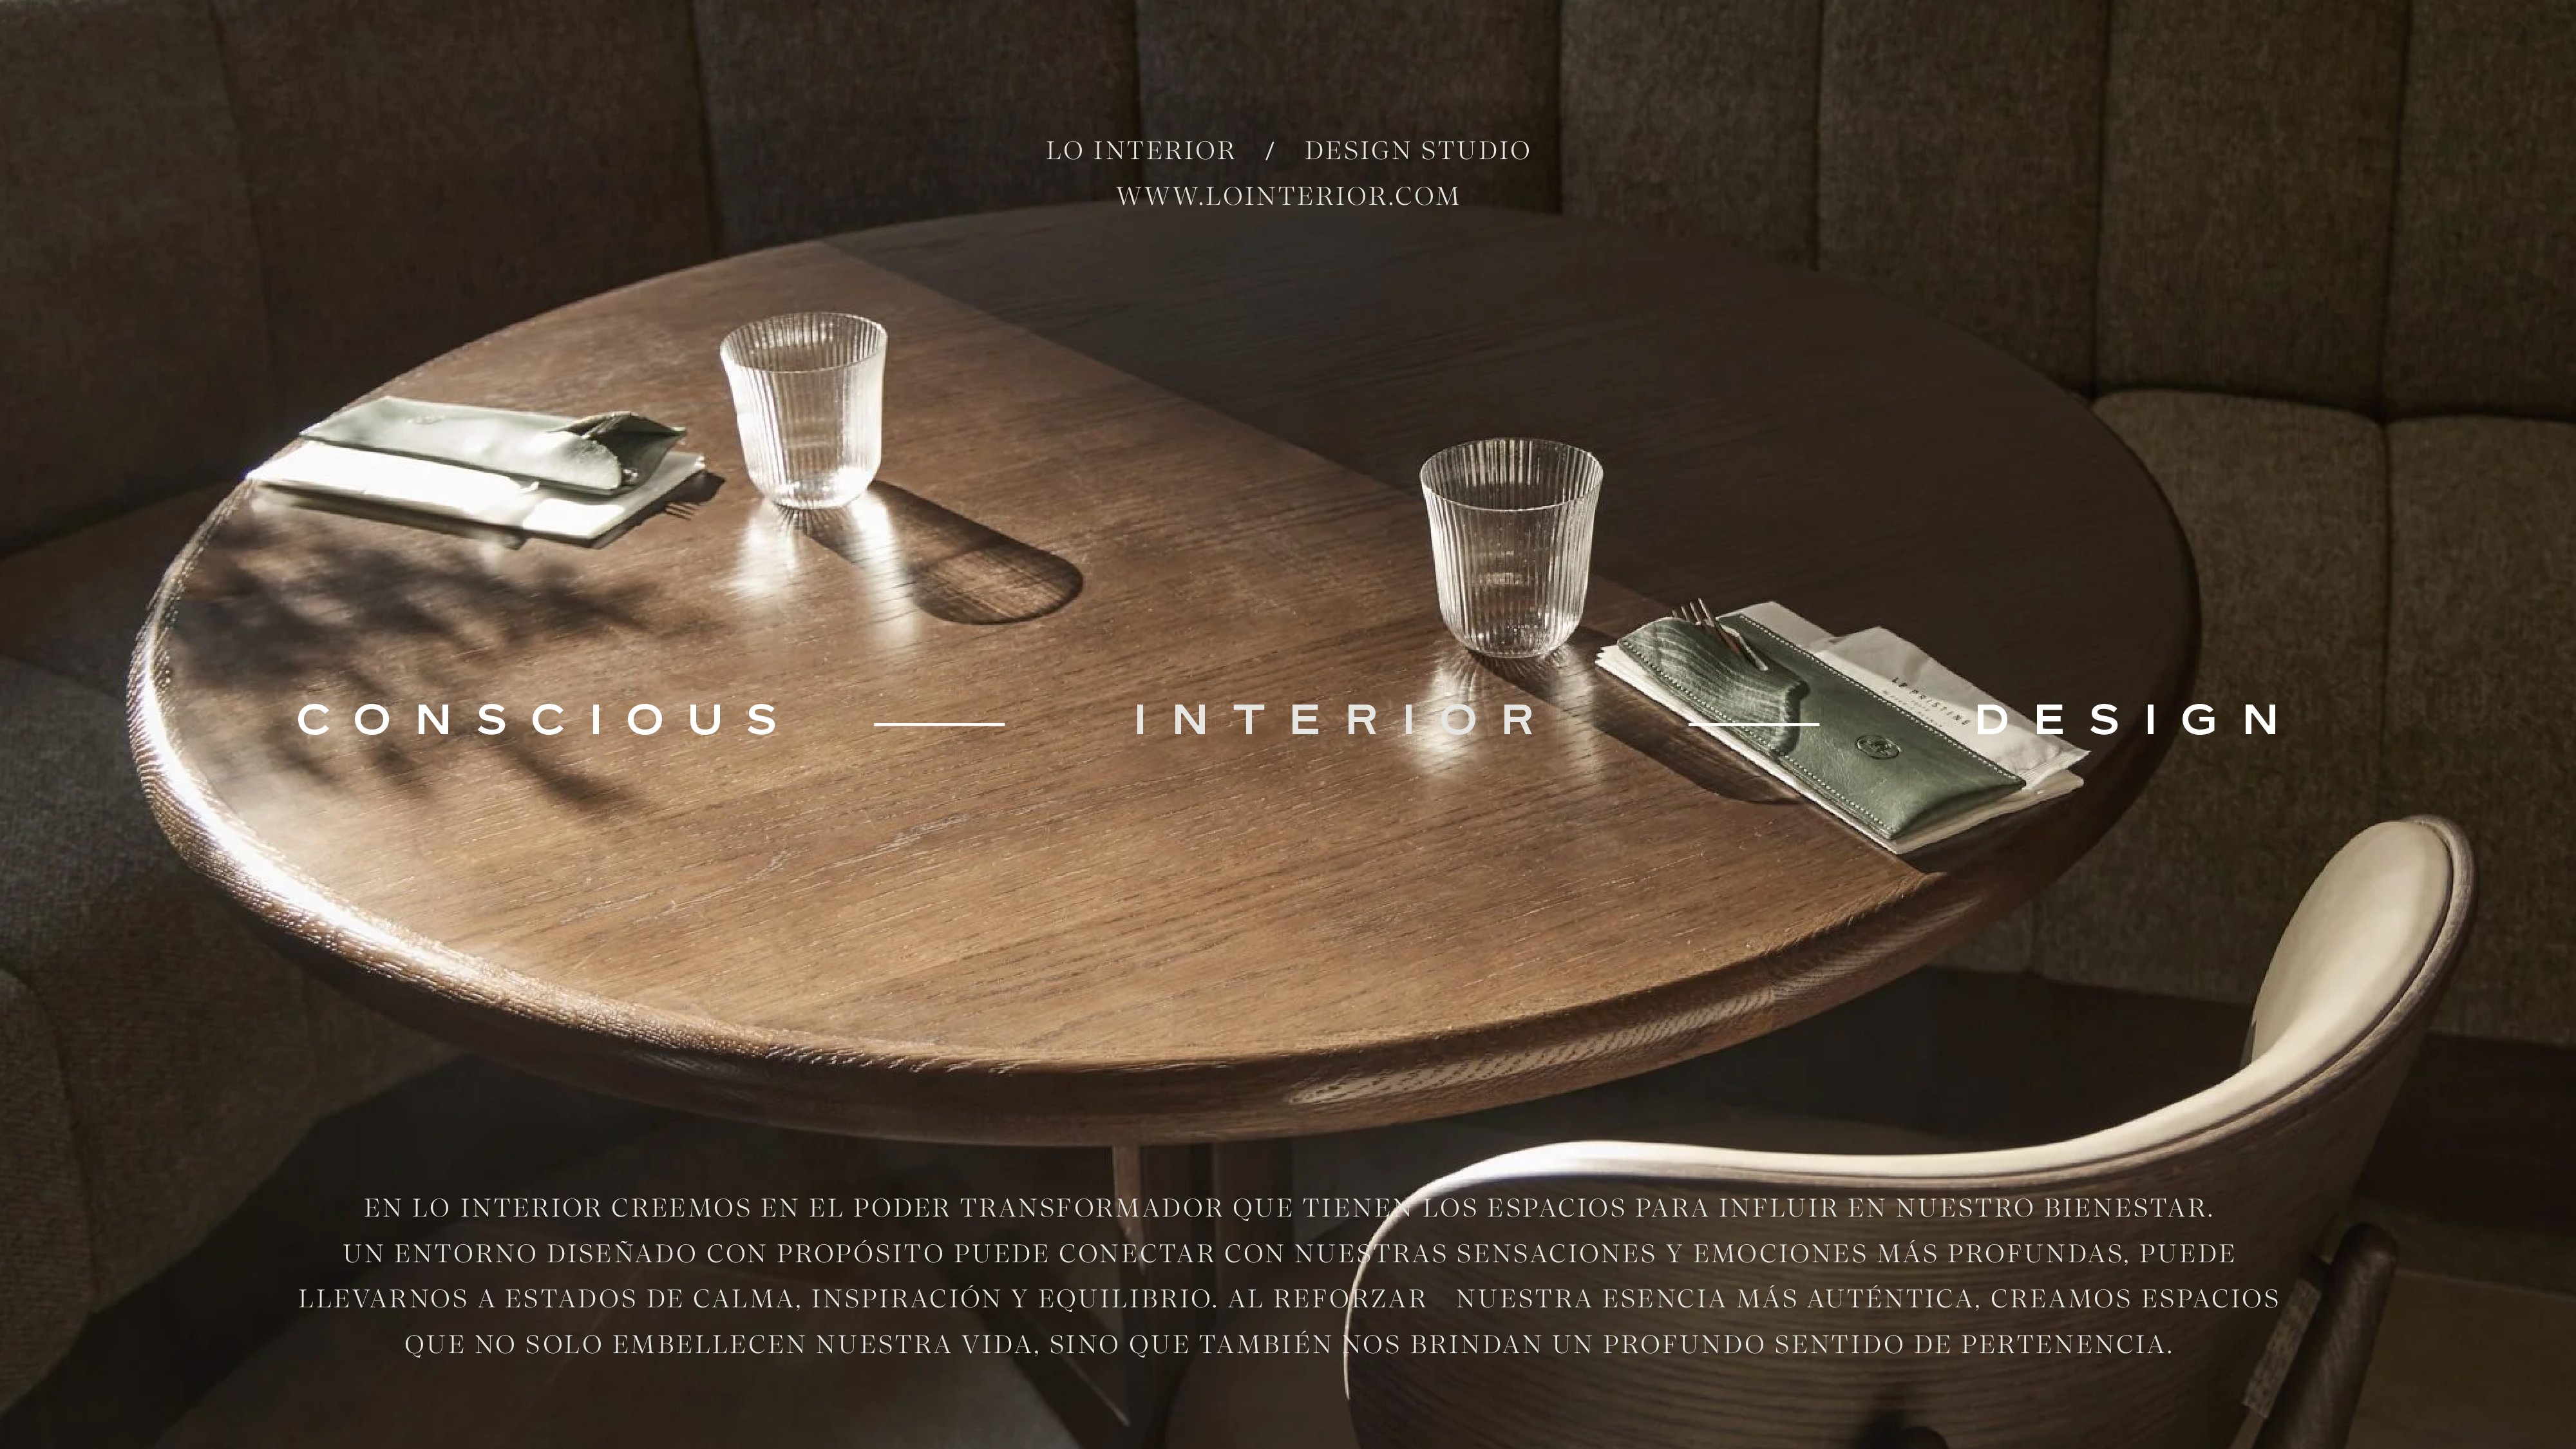 LO INTERIOR / DESIGN STUDIO
WWW.LOINTERIOR.COM
LE PRISTINE
CONSCIOUS — INTERIOR — DESIGN
EN LO INTERIOR CREEMOS EN EL PODER TRANSFORMADOR QUE TIENEN LOS ESPACIOS PARA INFLUIR EN NUESTRO BIENESTAR.
UN ENTORNO DISEÑADO CON PROPÓSITO PUEDE CONECTAR CON NUESTRAS SENSACIONES Y EMOCIONES MÁS PROFUNDAS, PUEDE
LLEVARNOS A ESTADOS DE CALMA, INSPIRACIÓN Y EQUILIBRIO. AL REFORZAR NUESTRA ESENCIA MÁS AUTÉNTICA, CREAMOS ESPACIOS
QUE NO SOLO EMBELLECEN NUESTRA VIDA, SINO QUE TAMBIÉN NOS BRINDAN UN PROFUNDO SENTIDO DE PERTENENCIA.